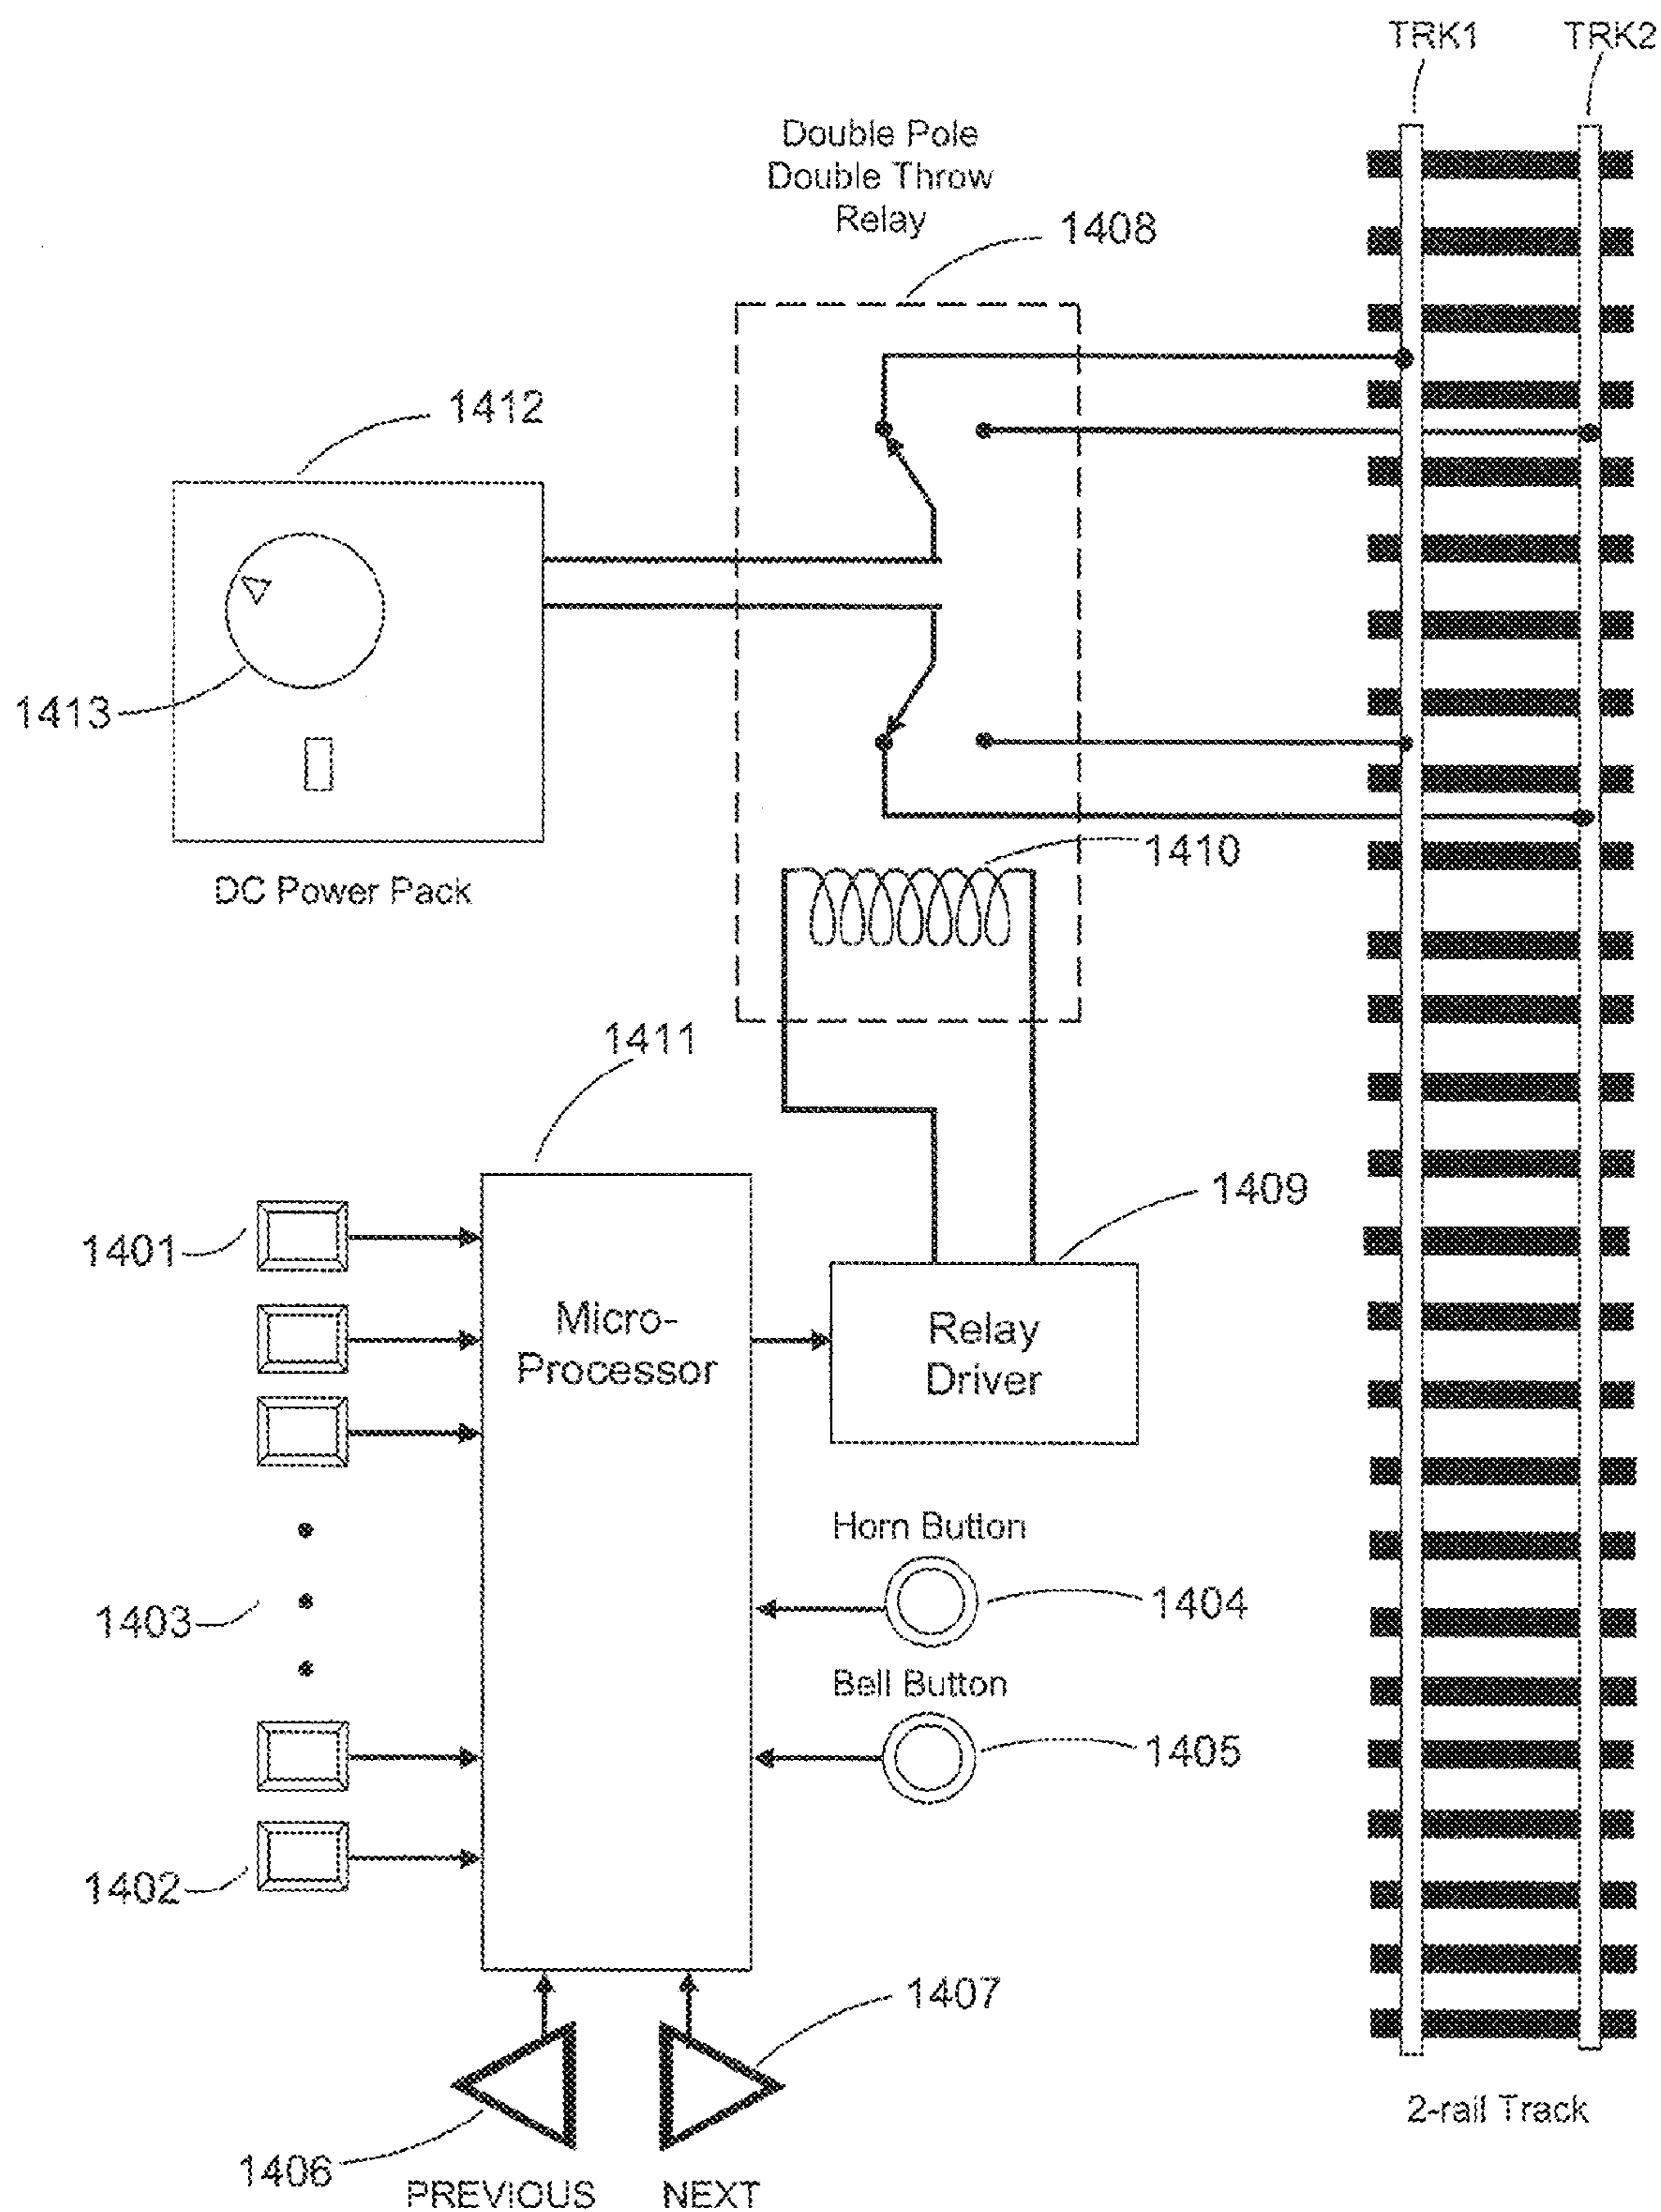 TRK1 TRK2
Double Pole
Double Throw
Relay
1408
1412
1413
DC Power Pack
1410
1411
1409
1401
Micro-
Processor
Relay
Driver
Horn Button
1404
1403
Bell Button
1405
1402
1407
1406
PREVIOUS NEXT
2-rail Track